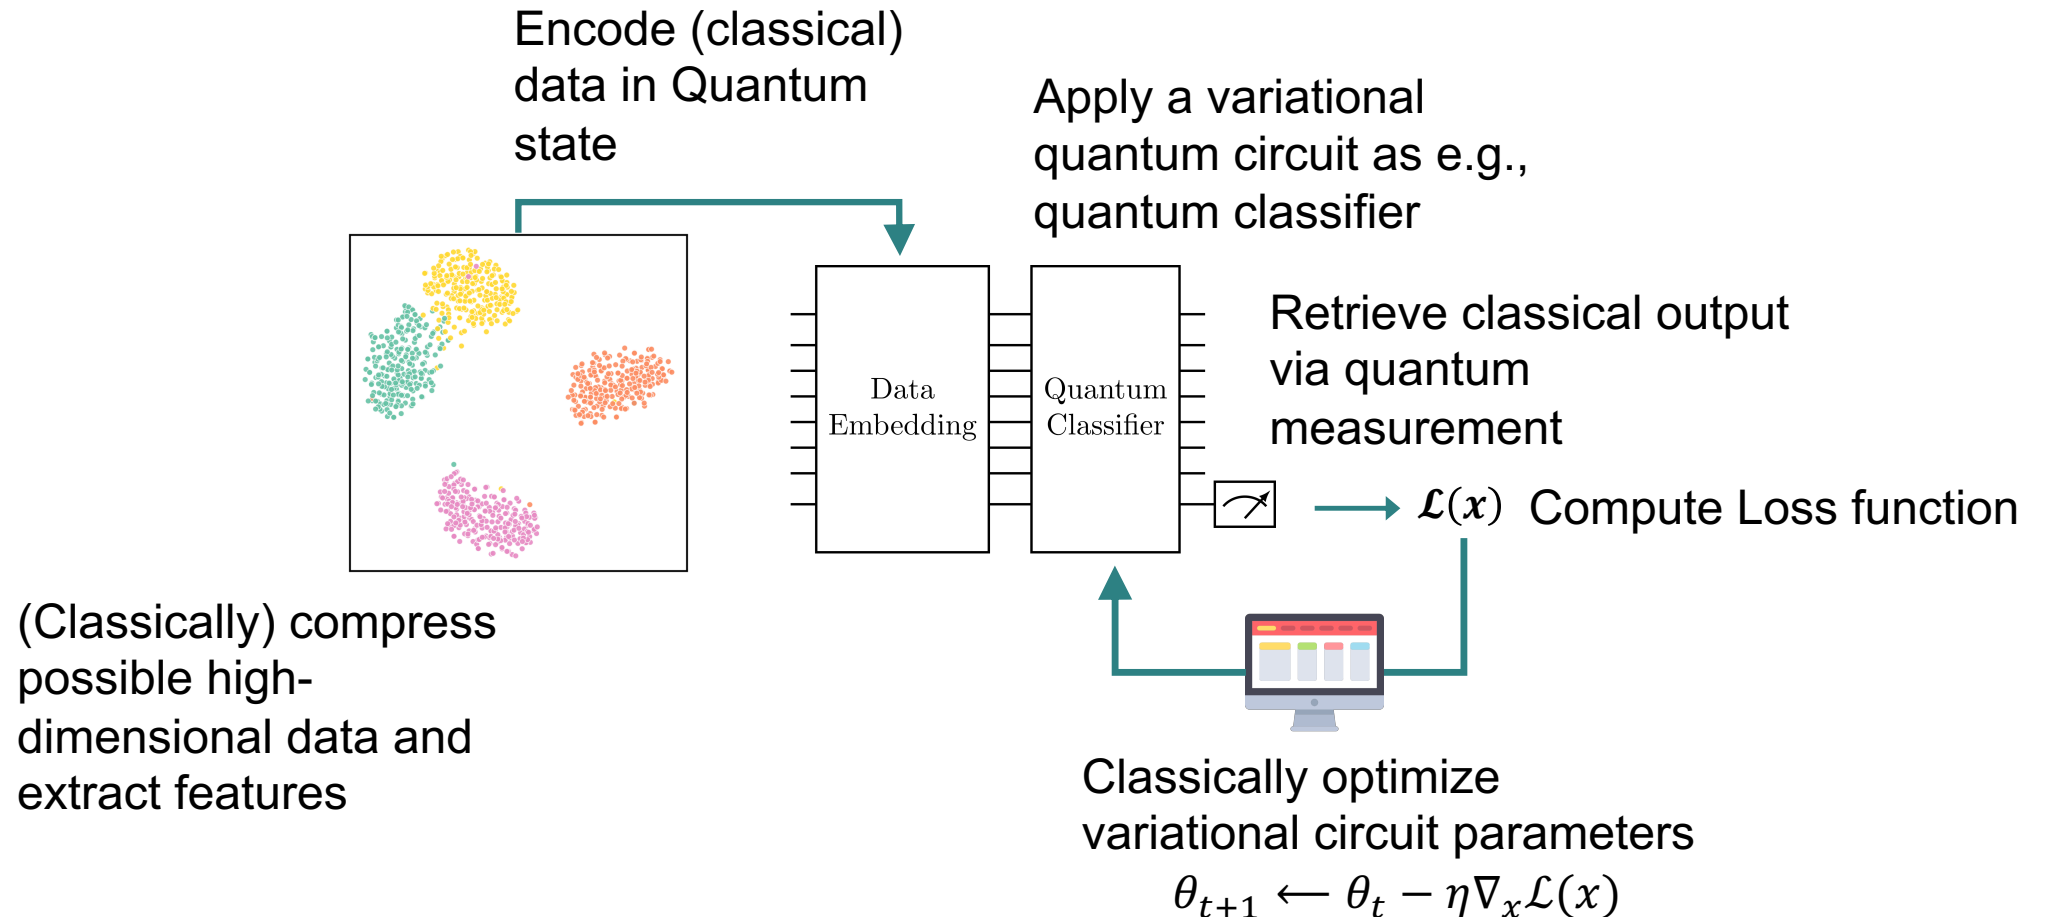 Encode (classical)
data in Quantum
state
Apply a variational
quantum circuit as e.g.,
quantum classifier
Data
Embedding
Quantum
Classifier
Retrieve classical output
via quantum
measurement
ℒ(x) Compute Loss function
(Classically) compress
possible high-
dimensional data and
extract features
Classically optimize
variational circuit parameters
θ_{t+1} ⟵ θ_t − η∇_xℒ(x)